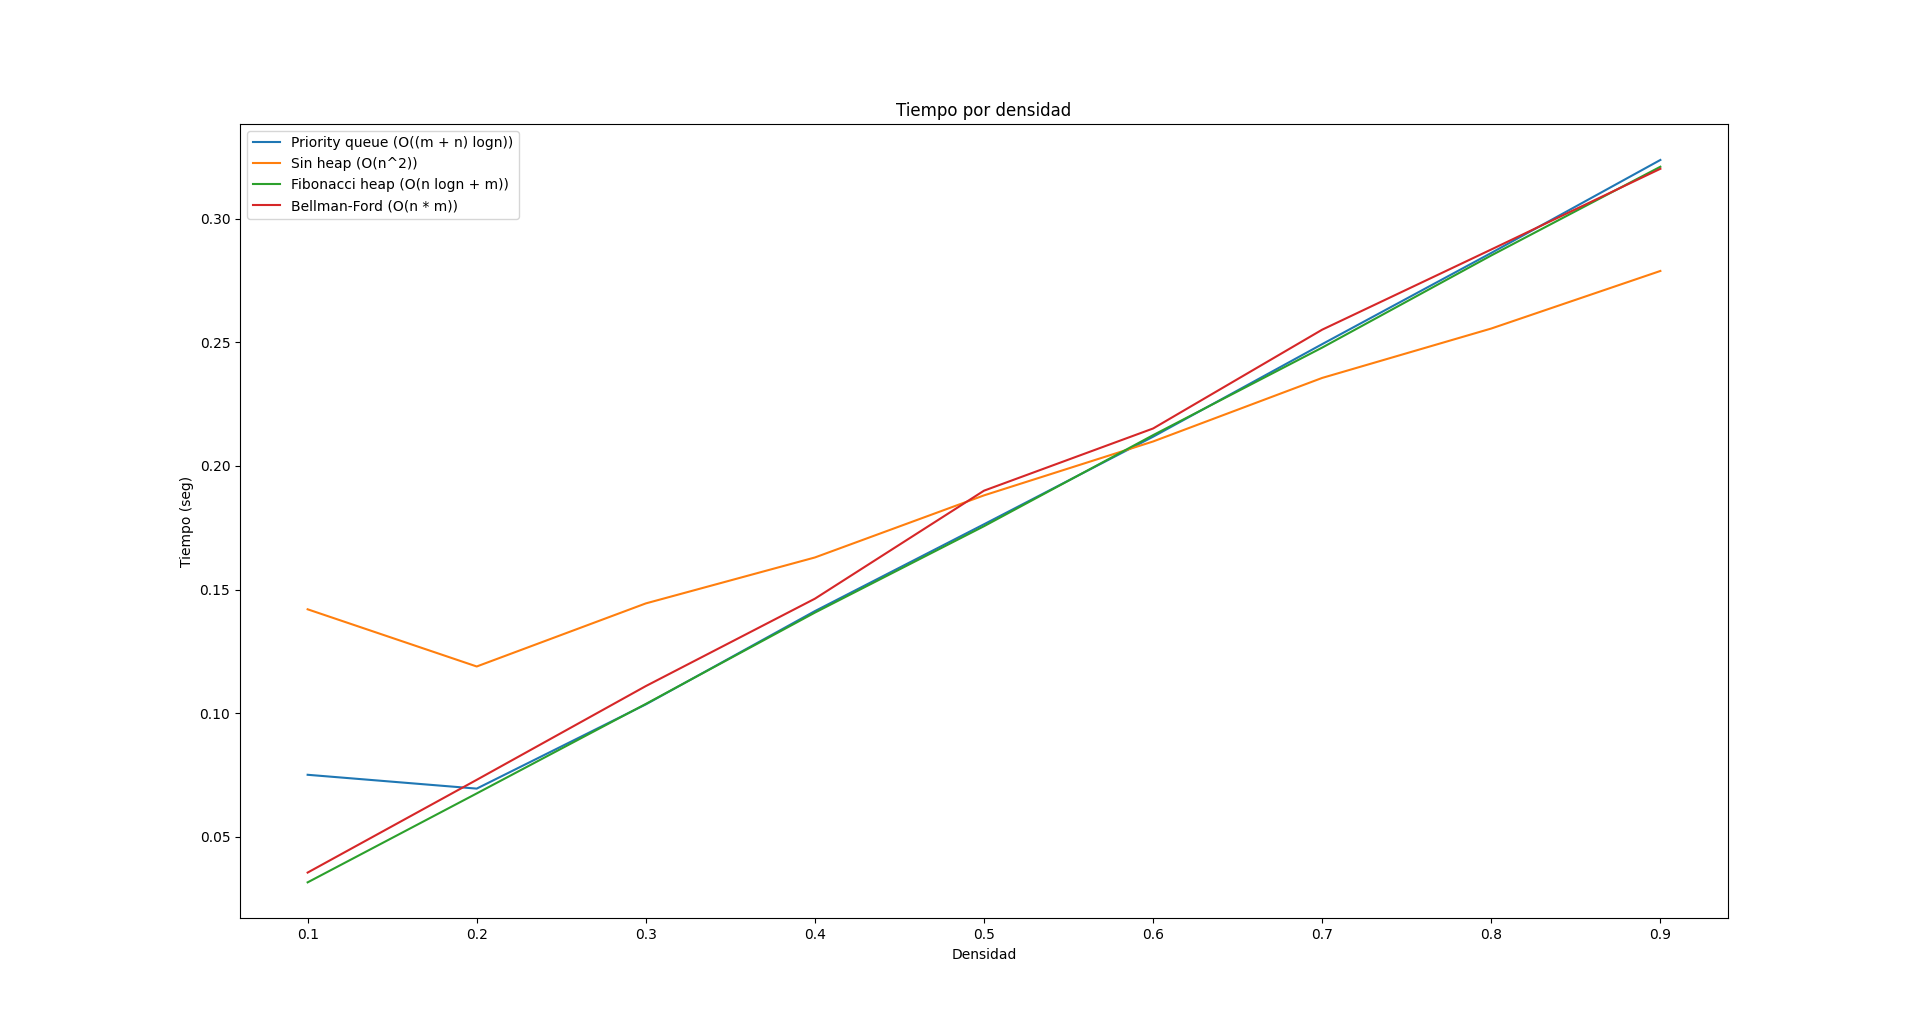 Tiempo por densidad
Priority queue (O((m + n) logn))
Sin heap (O(n^2))
Fibonacci heap (O(n logn + m))
Bellman-Ford (O(n * m))
0.30
0.25
0.20
0.15
0.10
0.05
Tiempo (seg)
0.1 0.2 0.3 0.4 0.5 0.6 0.7 0.8 0.9
Densidad